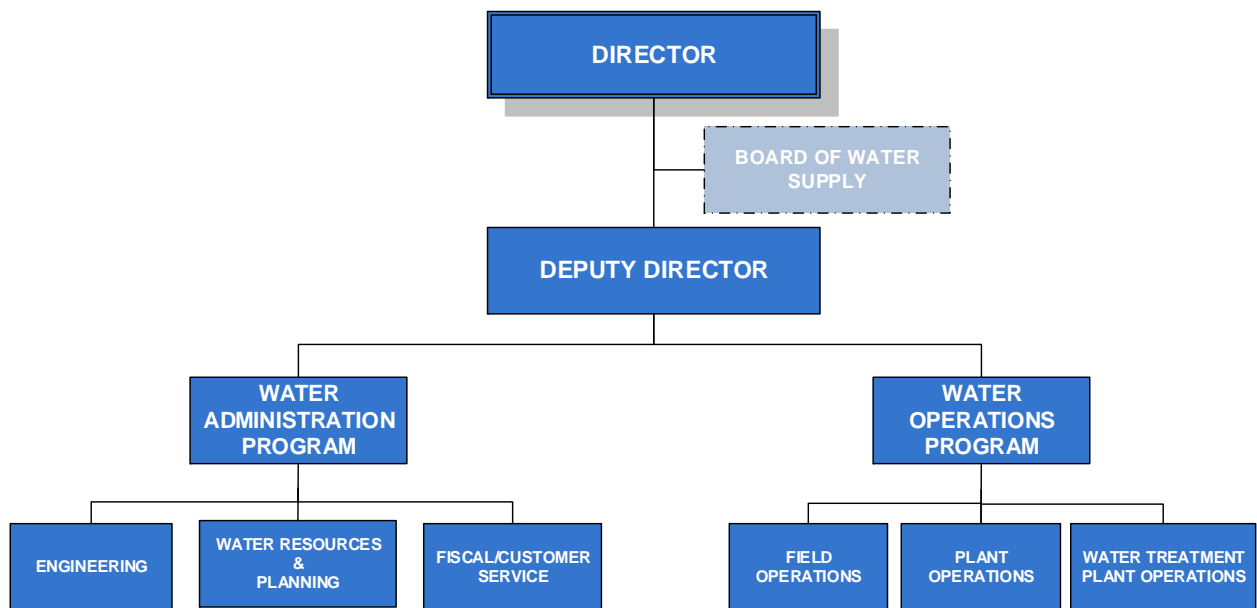 DIRECTOR
BOARD OF WATER
SUPPLY
DEPUTY DIRECTOR
WATER
ADMINISTRATION
PROGRAM
WATER
OPERATIONS
PROGRAM
ENGINEERING
WATER RESOURCES
&
PLANNING
FISCAL/CUSTOMER
SERVICE
FIELD
OPERATIONS
PLANT
OPERATIONS
WATER TREATMENT
PLANT OPERATIONS